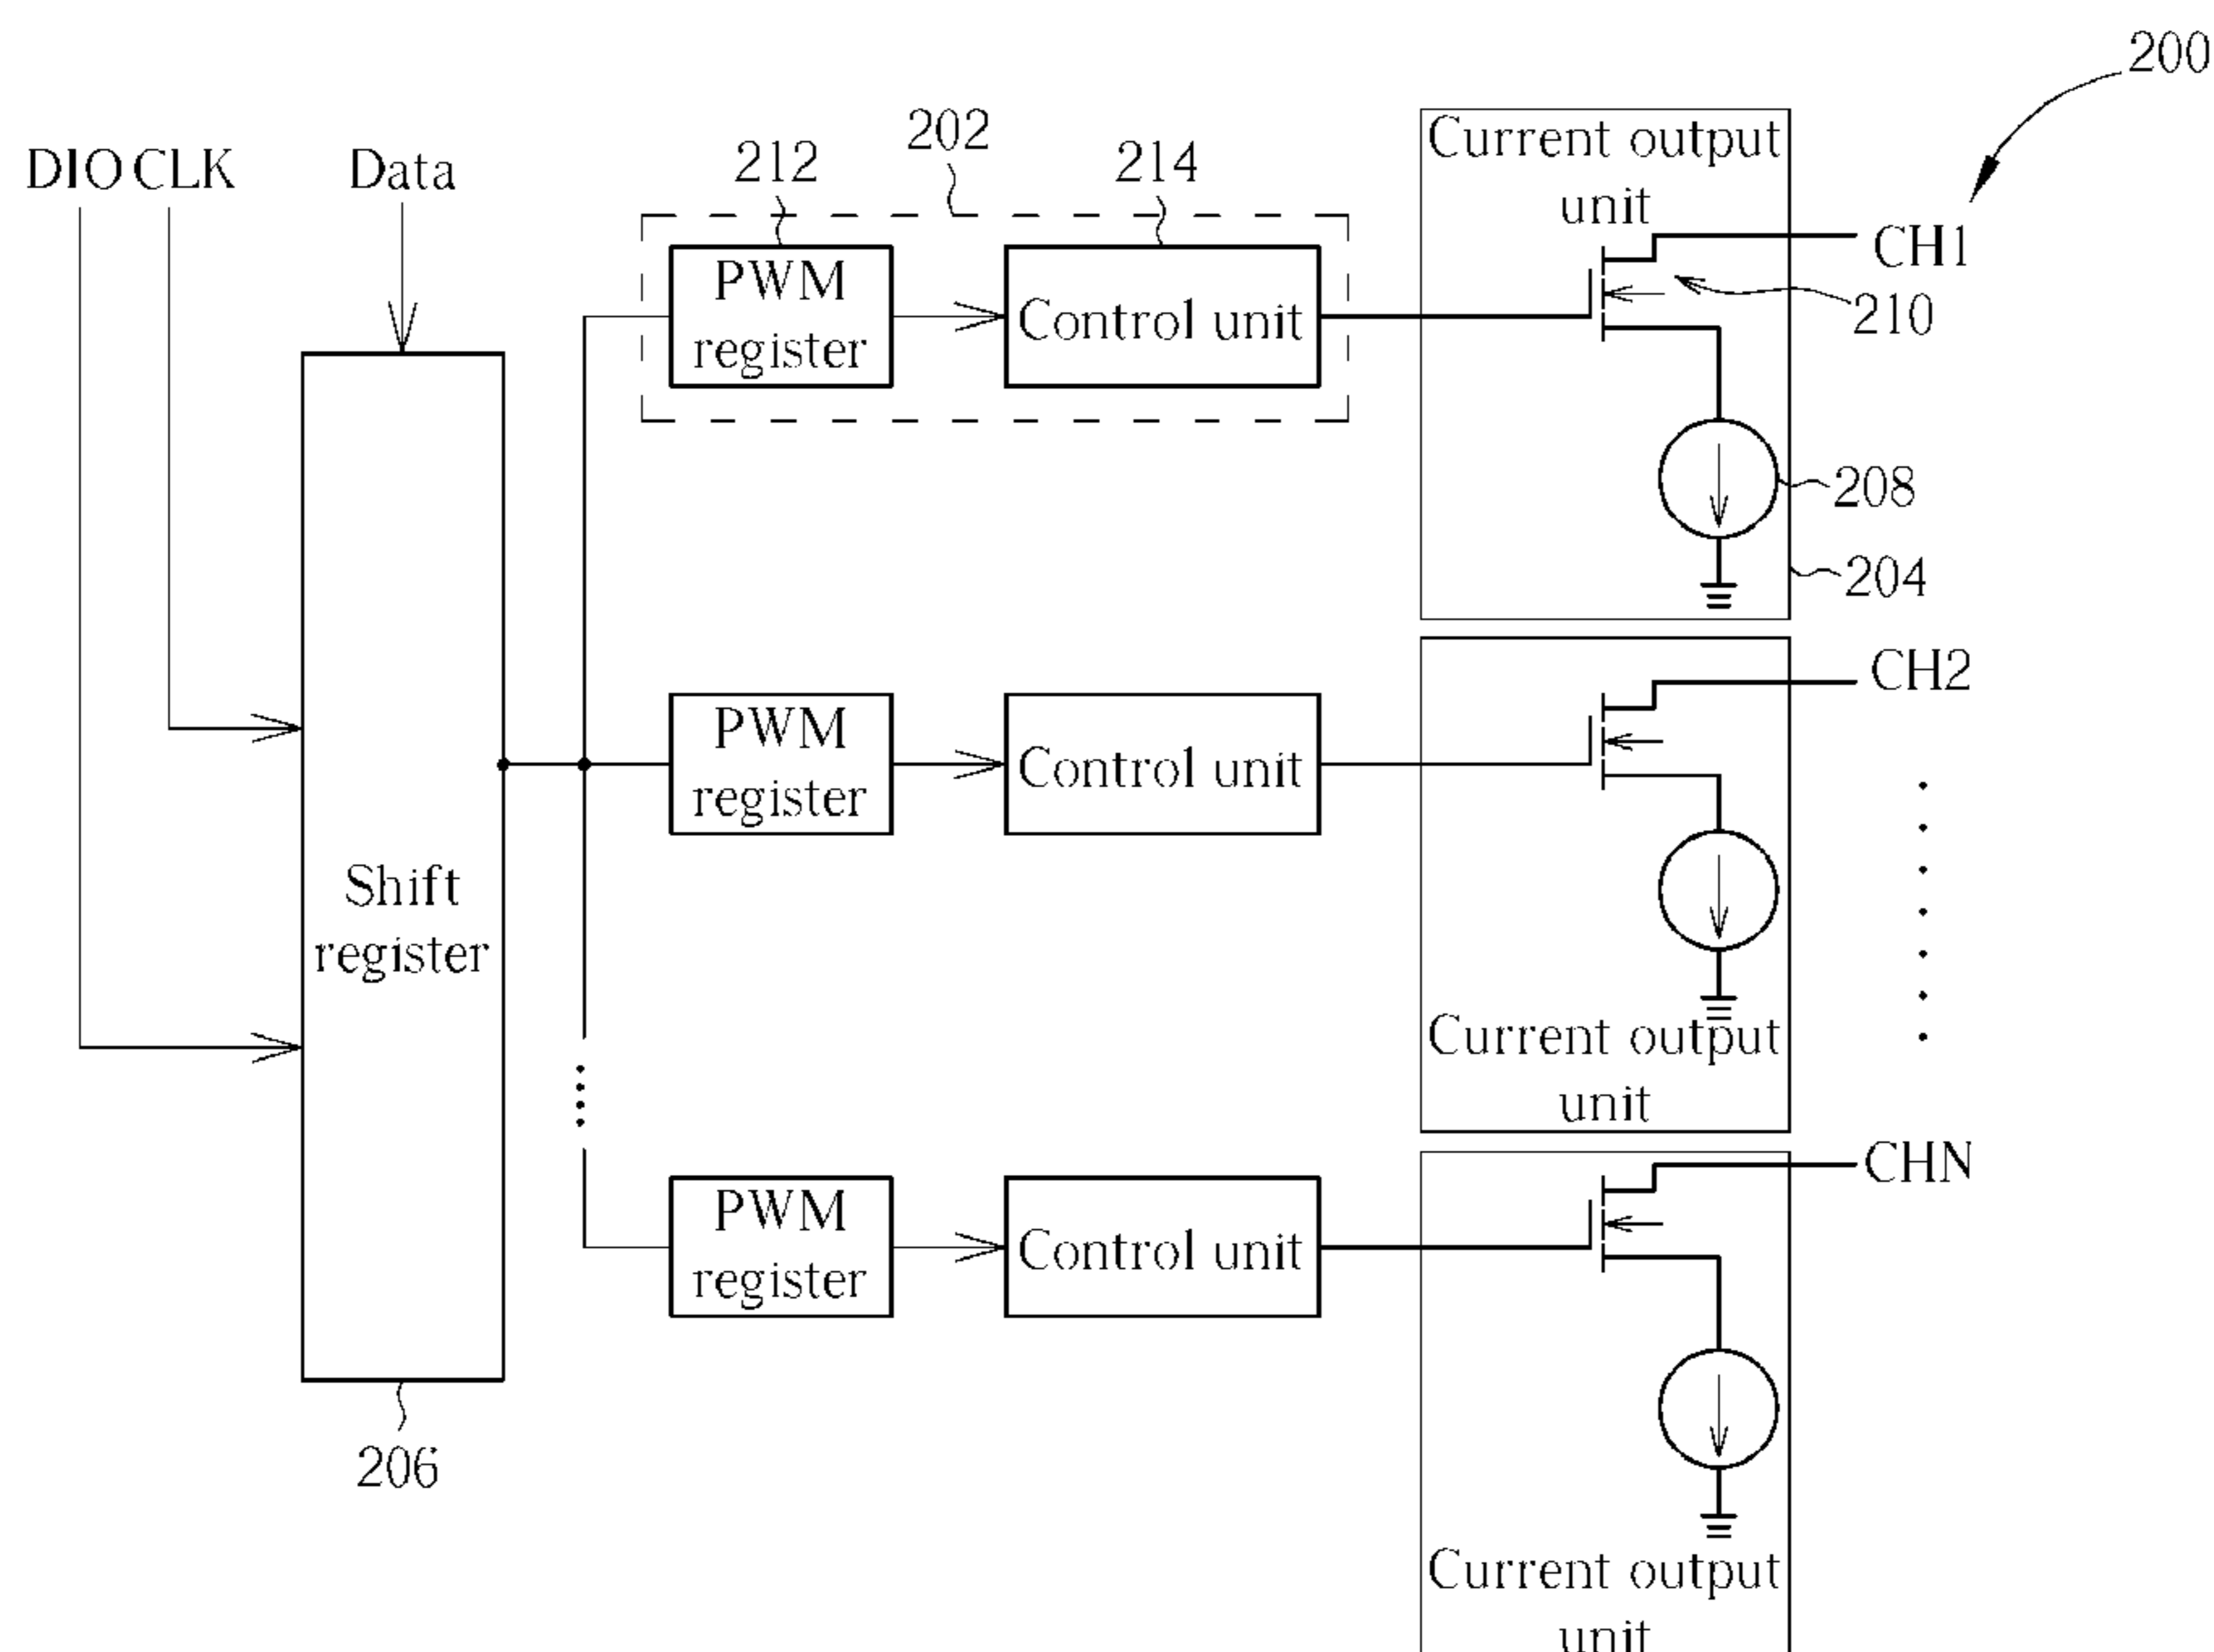 200
DIO CLK
Data
212
202
214
Current output
unit
CH1
210
PWM
register
Control unit
208
204
CH2
PWM
register
Control unit
Shift
register
Current output
unit
CHN
PWM
register
Control unit
206
Current output
unit